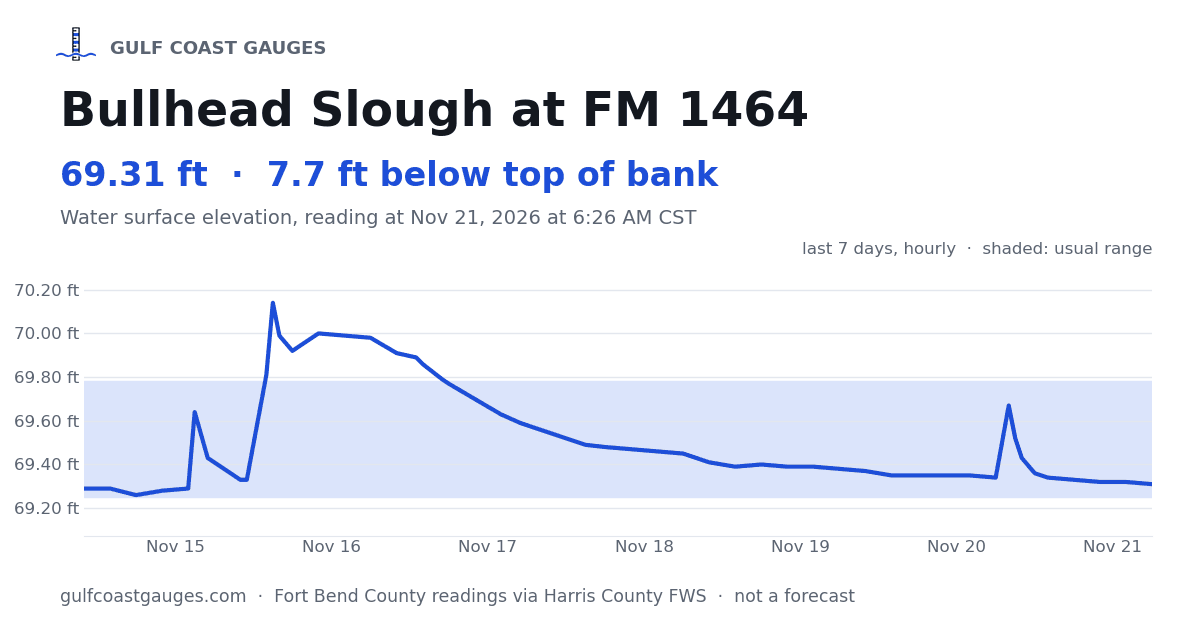 GULF COAST GAUGES
Bullhead Slough at FM 1464
69.31 ft · 7.7 ft below top of bank
Water surface elevation, reading at Nov 21, 2026 at 6:26 AM CST
last 7 days, hourly · shaded: usual range
70.20 ft
70.00 ft
69.80 ft
69.60 ft
69.40 ft
69.20 ft
Nov 15 Nov 16 Nov 17 Nov 18 Nov 19 Nov 20 Nov 21
gulfcoastgauges.com · Fort Bend County readings via Harris County FWS · not a forecast